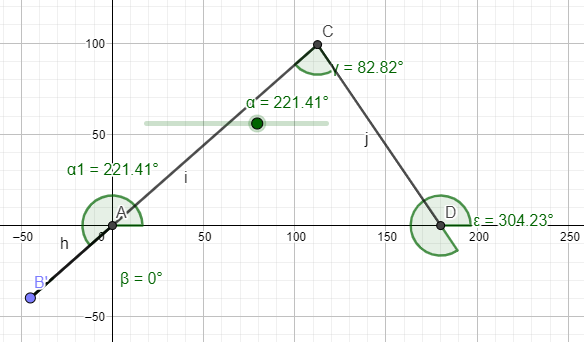 C
100
γ = 82.82°
α = 221.41°
50
j
α1 = 221.41°
i
A
D
ε = 304.23°
−50
0
50
100
200
250
h
β = 0°
B'
−50